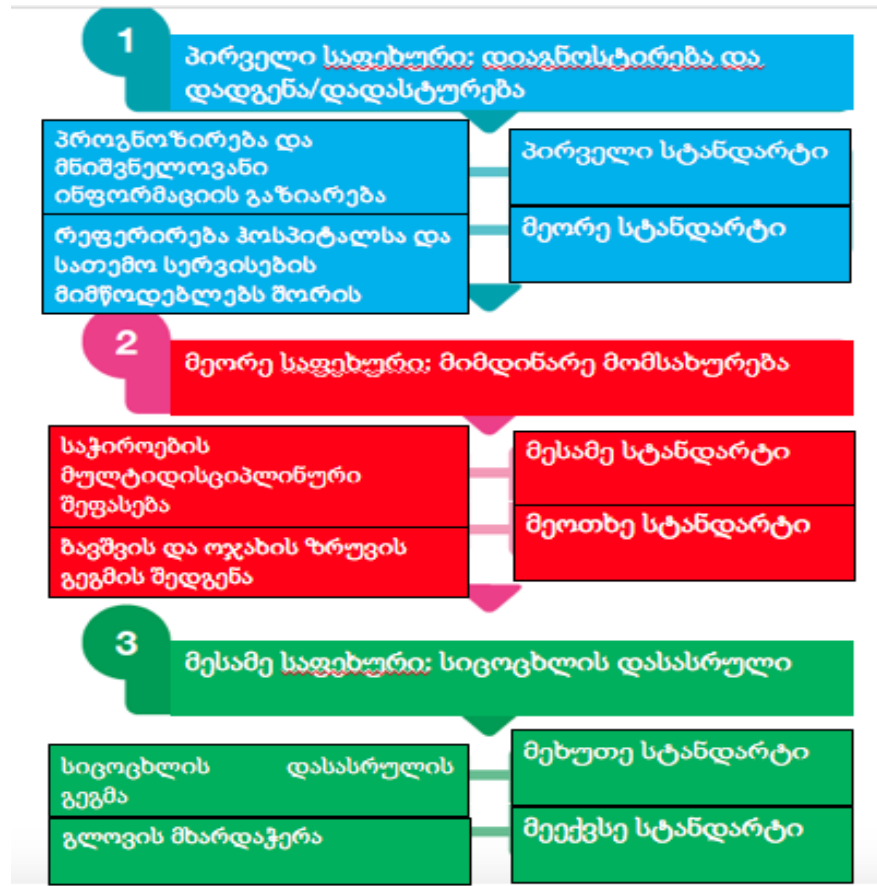 1
პირველი საფეხური: დიაგნოსტირება და
დადგენა/დადასტურება
პროგნოზირება და
მნიშვნელოვანი
ინფორმაციის გაზიარება
პირველი სტანდარტი
რეფერირება ჰოსპიტალსა და
სათემო სერვისების
მიმწოდებლებს შორის
მეორე სტანდარტი
2
მეორე საფეხური: მიმდინარე მომსახურება
საჭიროების
მულტიდისციპლინური
შეფასება
მესამე სტანდარტი
ბავშვის და ოჯახის ზრუვის
გეგმის შედგენა
მეოთხე სტანდარტი
3
მესამე საფეხური: სიცოცხლის დასასრული
სიცოცხლის დასასრულის
გეგმა
მეხუთე სტანდარტი
გლოვის მხარდაჭერა
მეექვსე სტანდარტი